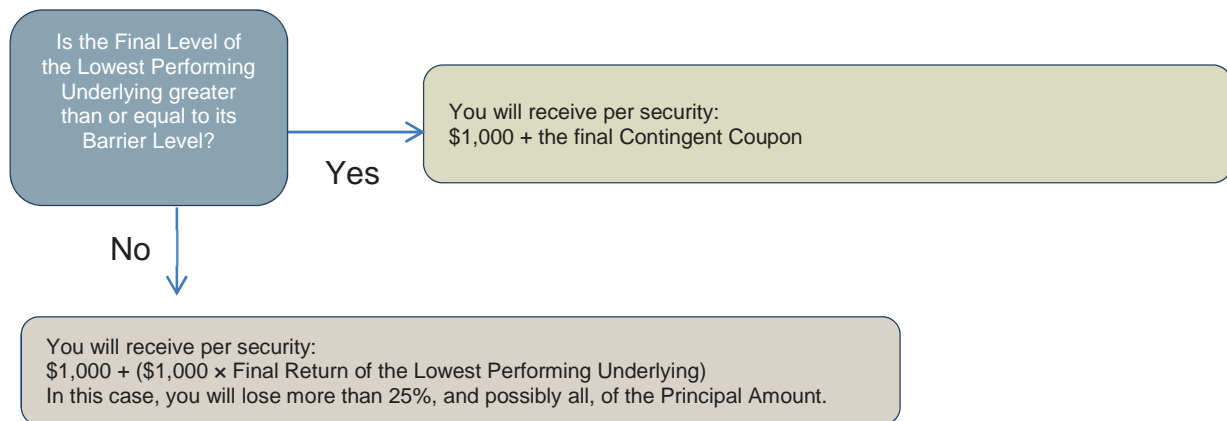 Is the Final Level of
the Lowest Performing
Underlying greater
than or equal to its
Barrier Level?
Yes
You will receive per security:
$1,000 + the final Contingent Coupon
No
You will receive per security:
$1,000 + ($1,000 × Final Return of the Lowest Performing Underlying)
In this case, you will lose more than 25%, and possibly all, of the Principal Amount.